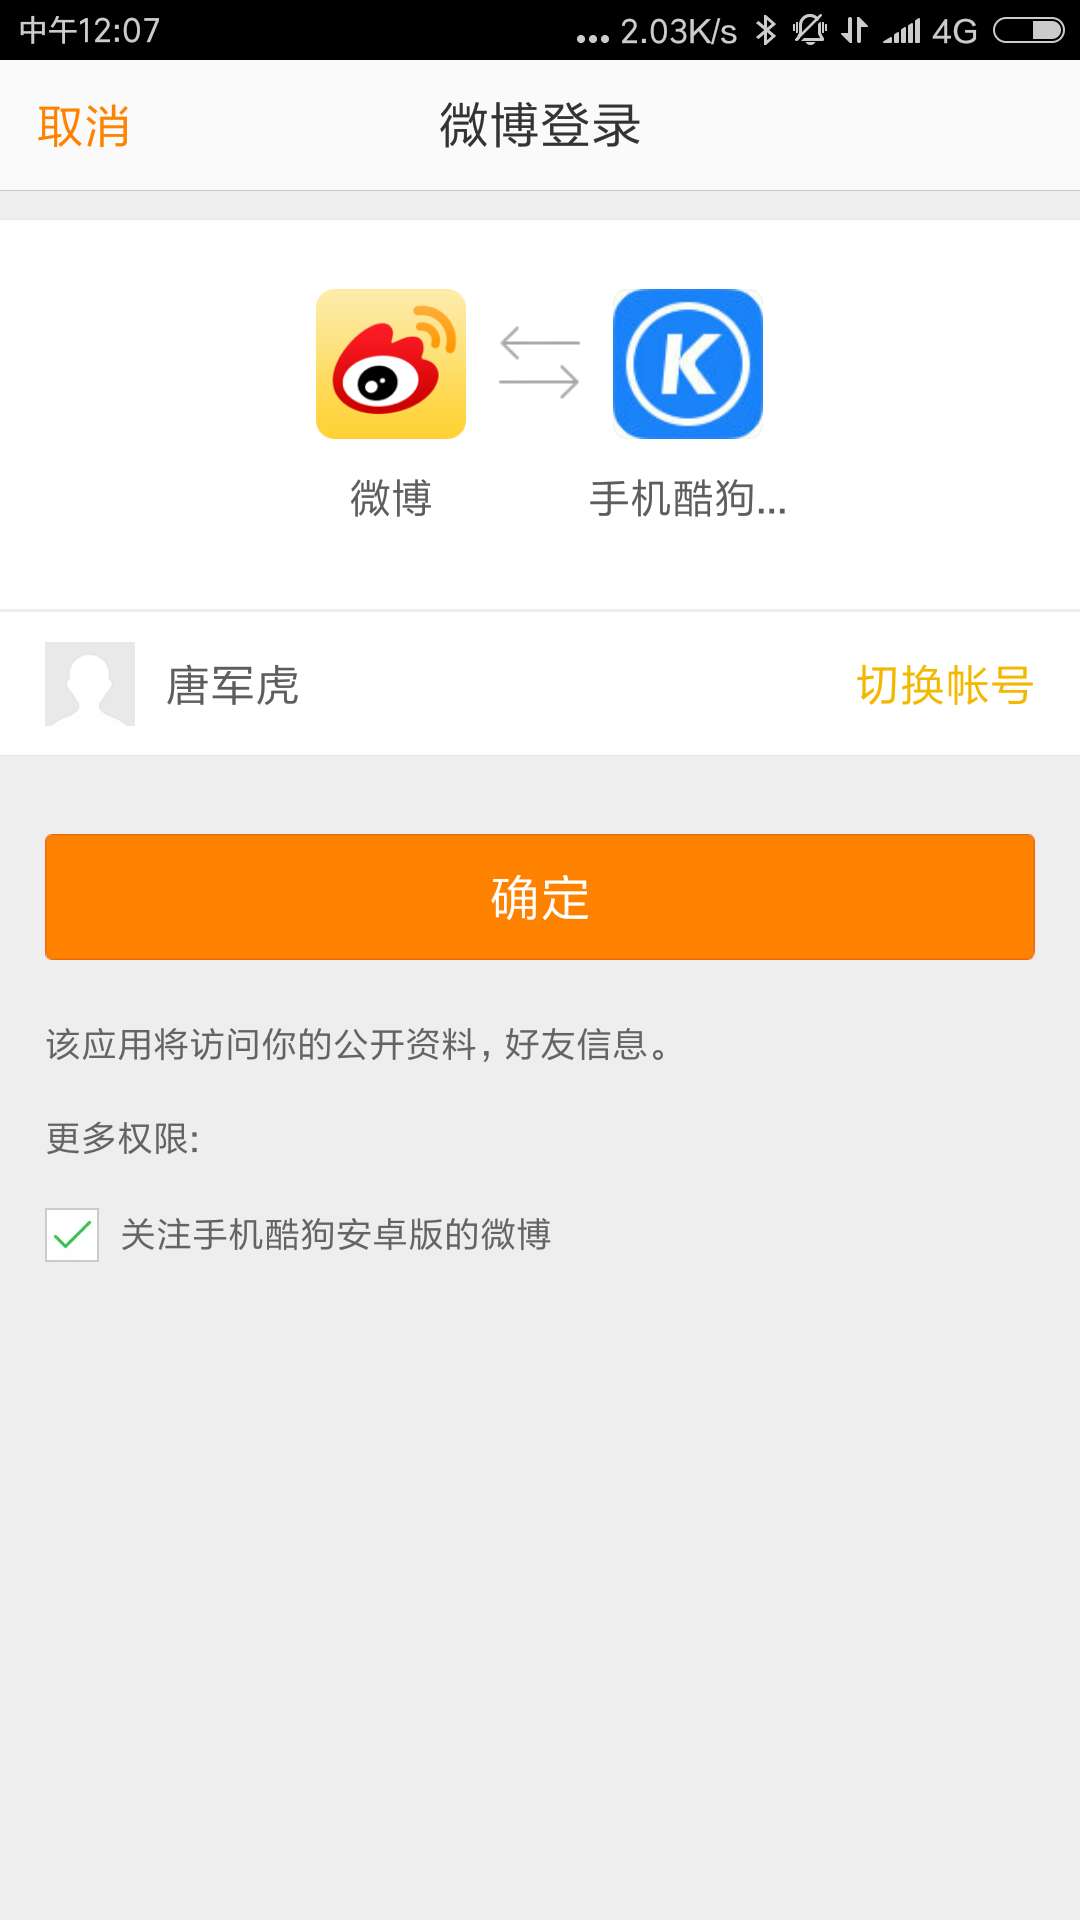 中午12:07 ... 2.03K/s 4G
取消 微博登录
K
微博 手机酷狗...
唐军虎 切换帐号
确定
该应用将访问你的公开资料，好友信息。
更多权限:
关注手机酷狗安卓版的微博